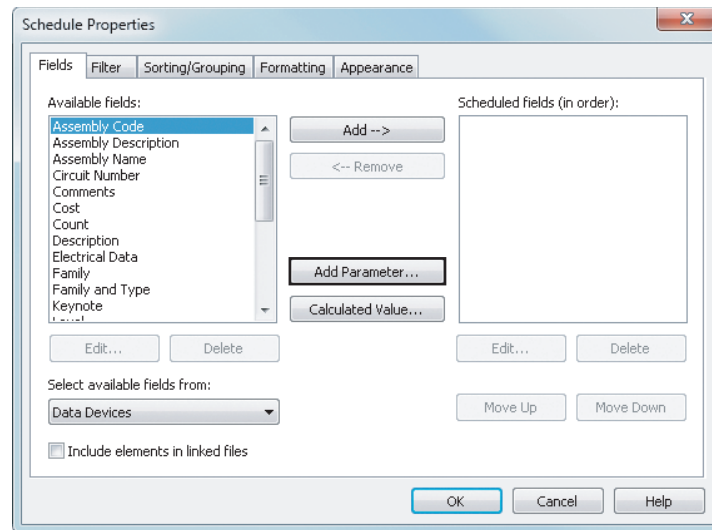 Schedule Properties
x
Fields Filter Sorting/Grouping Formatting Appearance
Available fields:
Scheduled fields (in order):
Assembly Code
Assembly Description
Assembly Name
Circuit Number
Comments
Cost
Count
Description
Electrical Data
Family
Family and Type
Keynote
Add -->
<-- Remove
Add Parameter...
Calculated Value...
Edit... Delete
Edit... Delete
Select available fields from:
Data Devices
Move Up Move Down
Include elements in linked files
OK Cancel Help